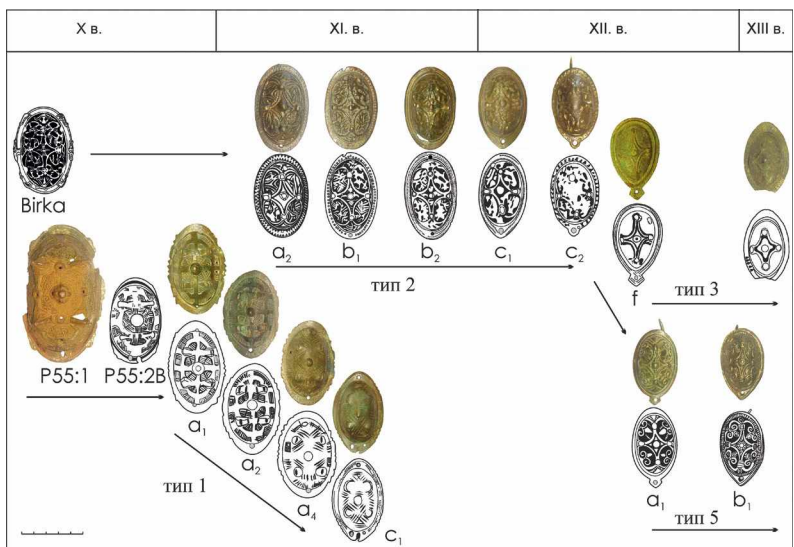 X в.
XI. в.
XII. в.
XIII в.
Birka
a₂
b₁
b₂
c₁
c₂
тип 2
f
тип 3
P55:1
P55:2B
a₁
a₂
a₄
c₁
тип 1
a₁
b₁
тип 5